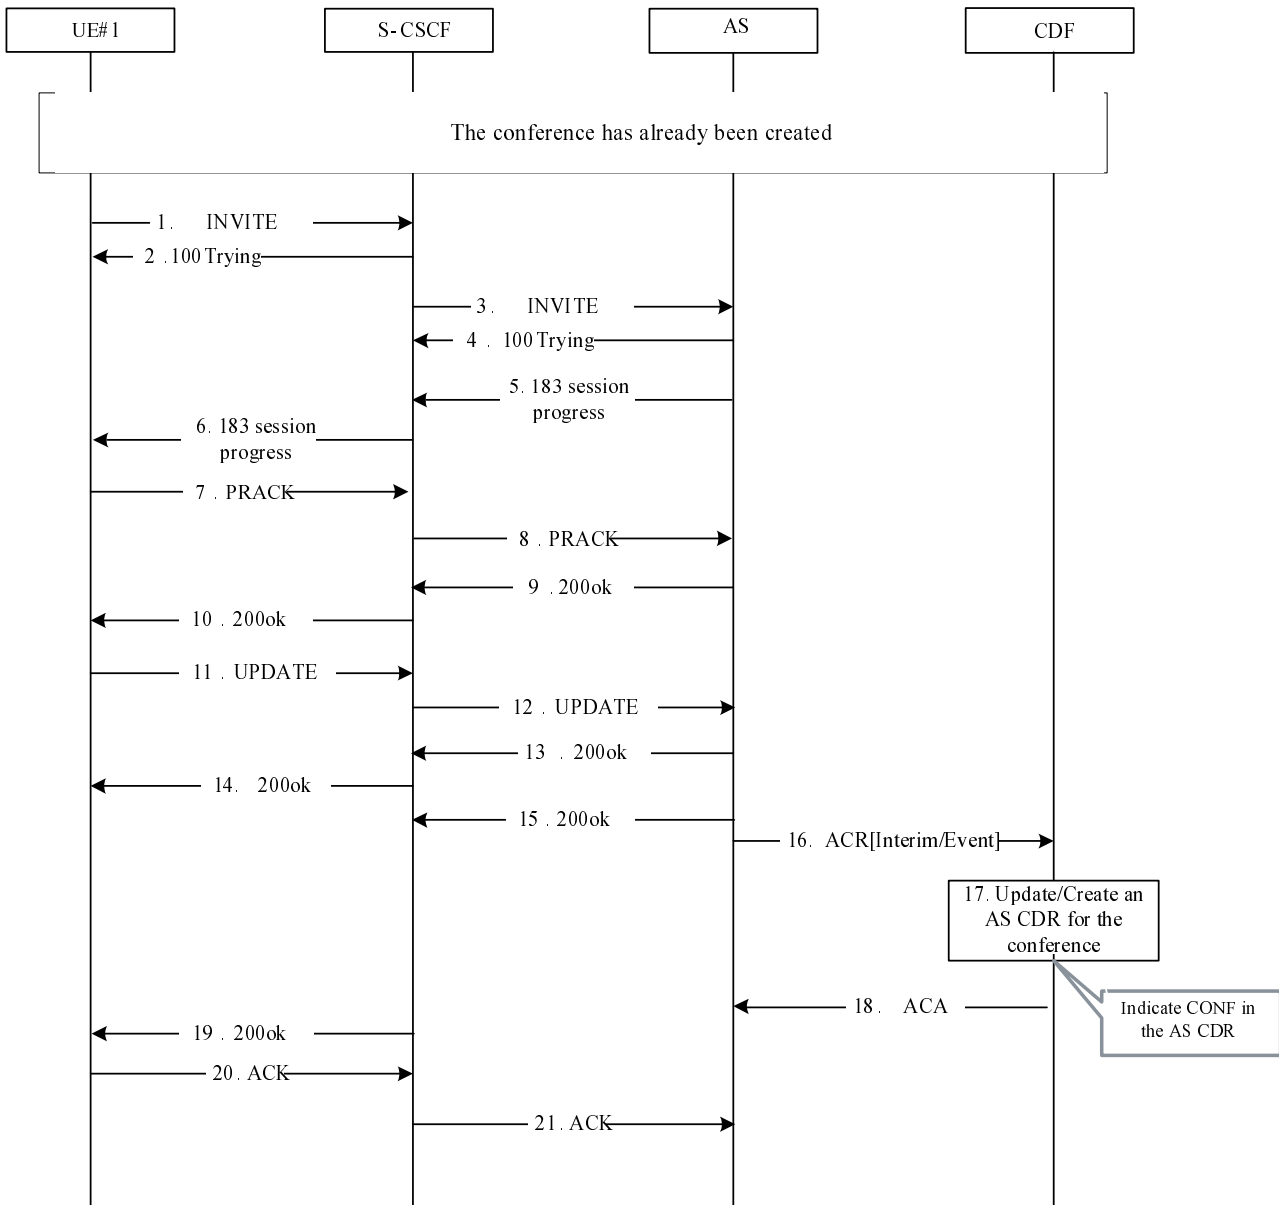 UE#1
S-CSCF
AS
CDF
The conference has already been created
1. INVITE
2 .100 Trying
3. INVITE
4 . 100 Trying
5. 183 session
progress
6. 183 session
progress
7 . PRACK
8 . PRACK
9 . 200ok
10 . 200ok
11 . UPDATE
12 . UPDATE
13 . 200ok
14. 200ok
15 . 200ok
16. ACR[Interim/Event]
17. Update/Create an
AS CDR for the
conference
18. ACA
Indicate CONF in
the AS CDR
19 . 200ok
20. ACK
21. ACK